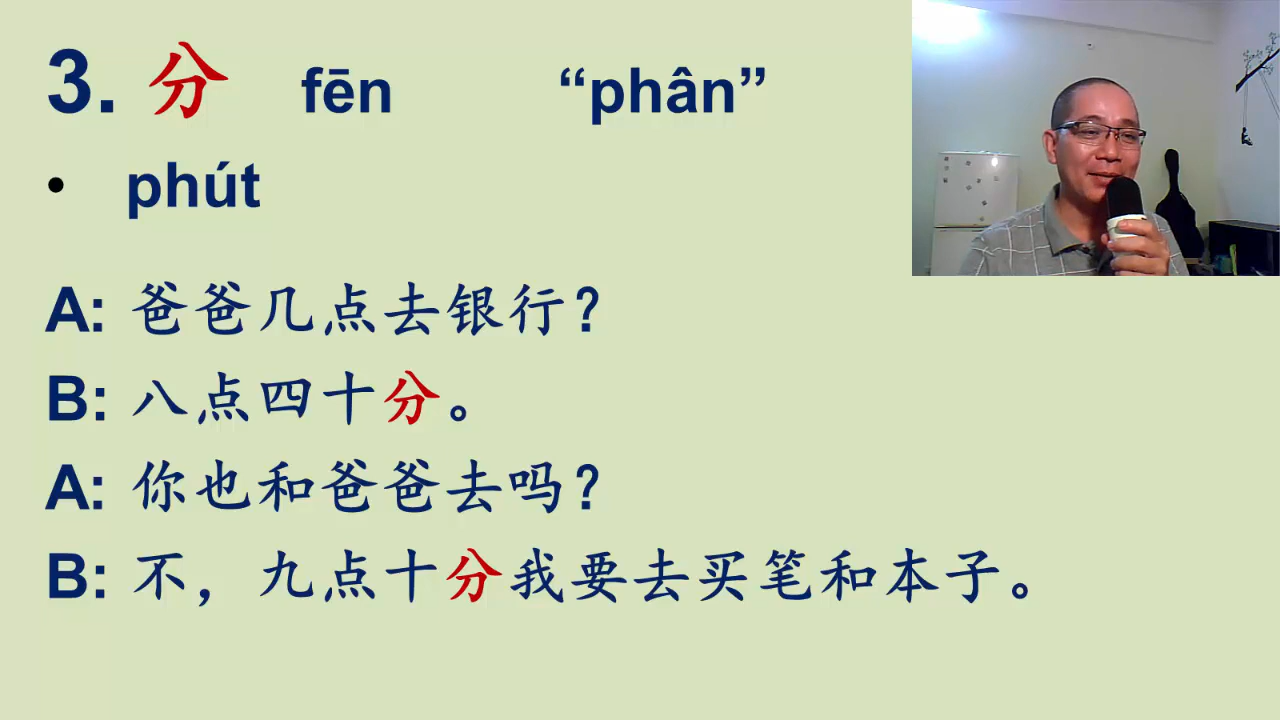 3. 分 fēn “phân”
• phút
A: 爸爸几点去银行？
B: 八点四十分。
A: 你也和爸爸去吗？
B: 不，九点十分我要去买笔和本子。